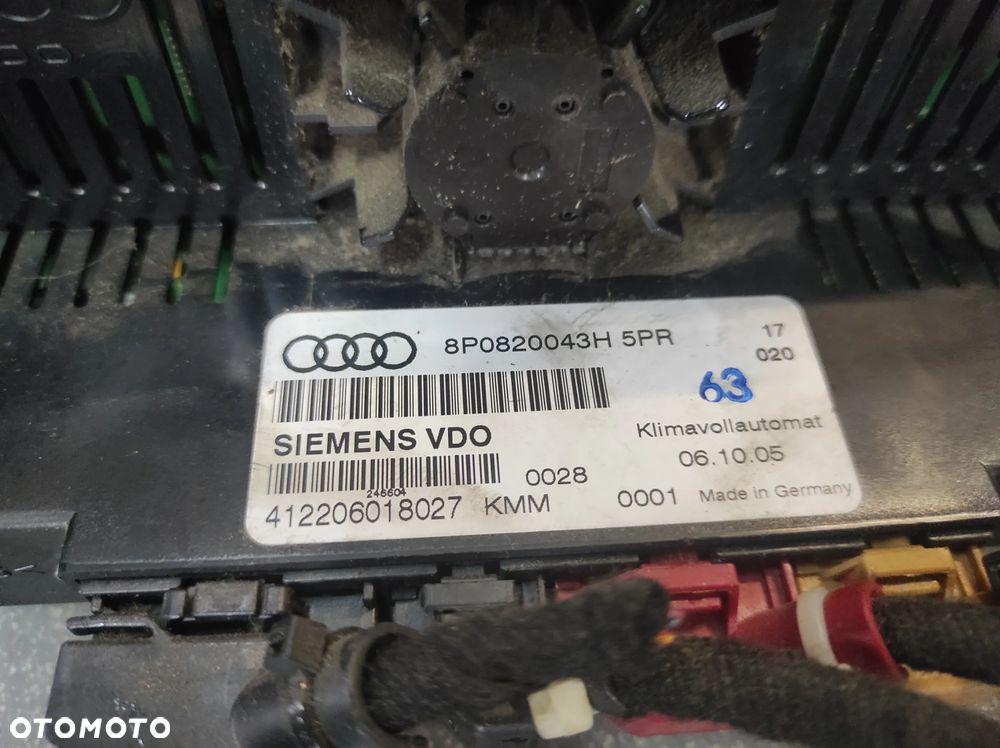 8P0820043H 5PR
17
020
63
SIEMENS VDO
Klimavollautomat
06.10.05
246604
0028
412206018027 KMM
0001 Made in Germany
OTOMOTO